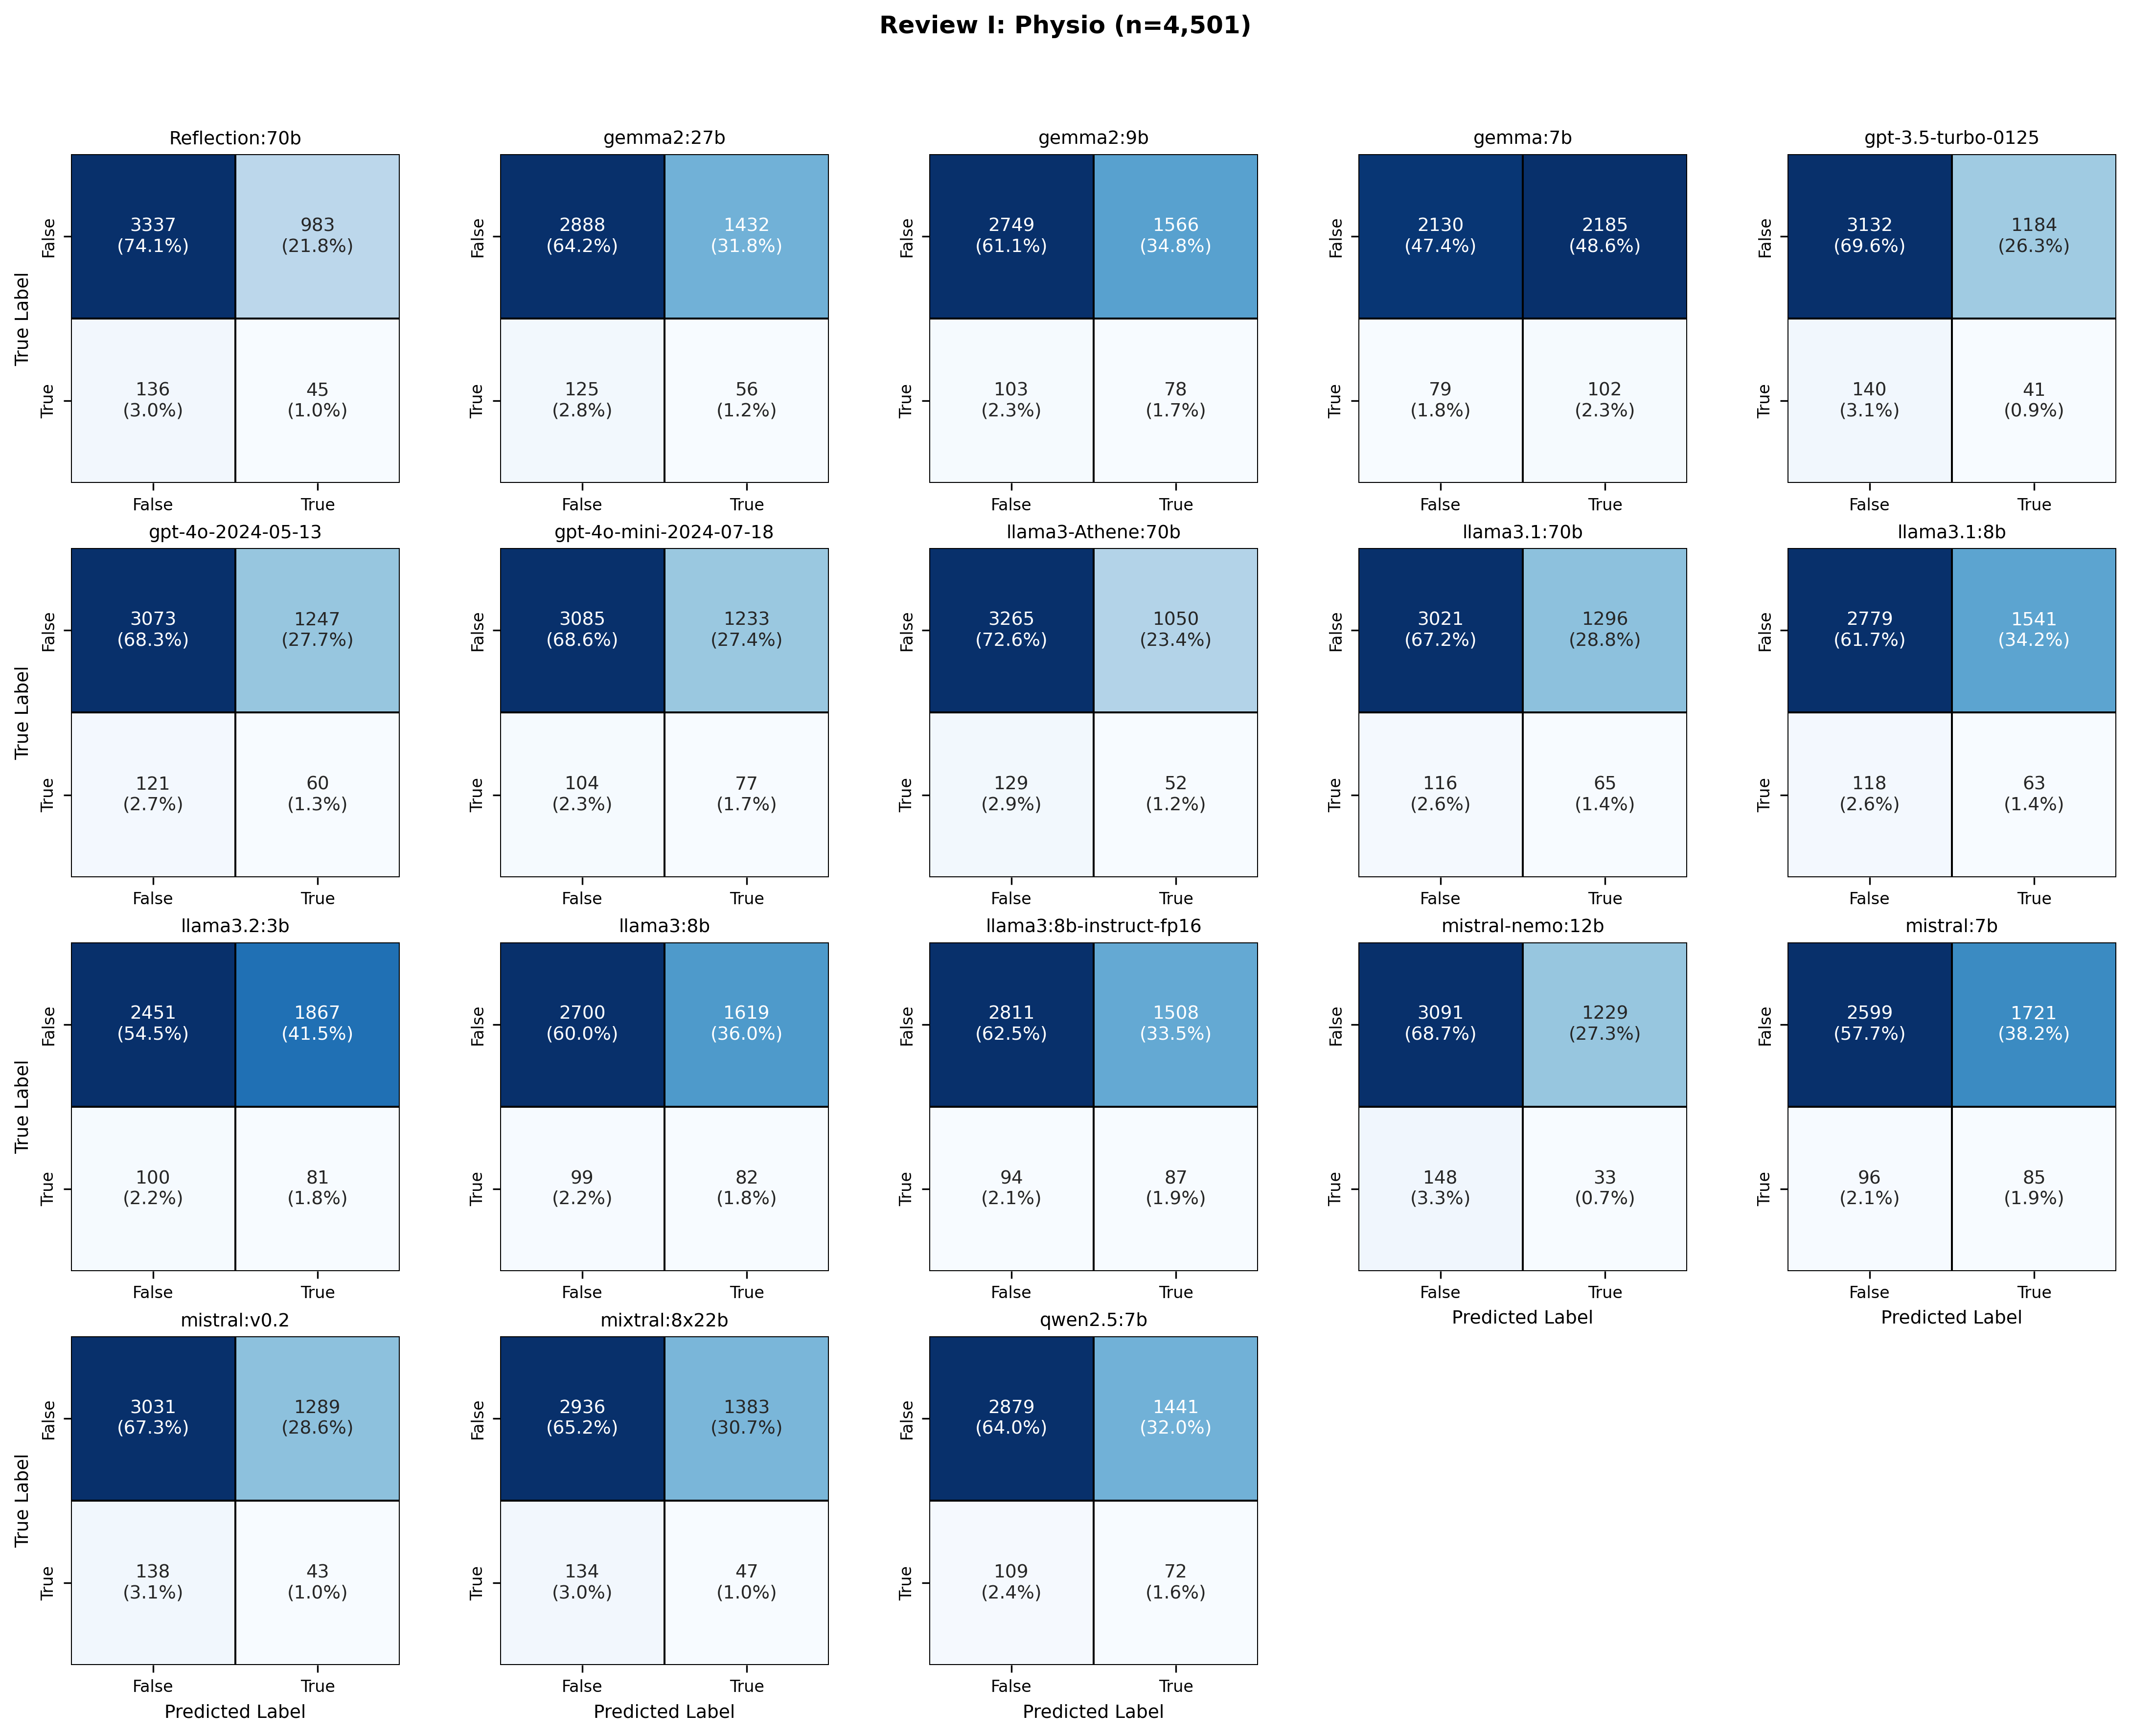 Review I: Physio (n=4,501)
Reflection:70b
gemma2:27b
gemma2:9b
gemma:7b
gpt-3.5-turbo-0125
True Label
False
3337
(74.1%)
983
(21.8%)
True
136
(3.0%)
45
(1.0%)
False
True
False
2888
(64.2%)
1432
(31.8%)
True
125
(2.8%)
56
(1.2%)
False
True
False
2749
(61.1%)
1566
(34.8%)
True
103
(2.3%)
78
(1.7%)
False
True
False
2130
(47.4%)
2185
(48.6%)
True
79
(1.8%)
102
(2.3%)
False
True
False
3132
(69.6%)
1184
(26.3%)
True
140
(3.1%)
41
(0.9%)
False
True
gpt-4o-2024-05-13
gpt-4o-mini-2024-07-18
llama3-Athene:70b
llama3.1:70b
llama3.1:8b
True Label
False
3073
(68.3%)
1247
(27.7%)
True
121
(2.7%)
60
(1.3%)
False
True
False
3085
(68.6%)
1233
(27.4%)
True
104
(2.3%)
77
(1.7%)
False
True
False
3265
(72.6%)
1050
(23.4%)
True
129
(2.9%)
52
(1.2%)
False
True
False
3021
(67.2%)
1296
(28.8%)
True
116
(2.6%)
65
(1.4%)
False
True
False
2779
(61.7%)
1541
(34.2%)
True
118
(2.6%)
63
(1.4%)
False
True
llama3.2:3b
llama3:8b
llama3:8b-instruct-fp16
mistral-nemo:12b
mistral:7b
True Label
False
2451
(54.5%)
1867
(41.5%)
True
100
(2.2%)
81
(1.8%)
False
True
False
2700
(60.0%)
1619
(36.0%)
True
99
(2.2%)
82
(1.8%)
False
True
False
2811
(62.5%)
1508
(33.5%)
True
94
(2.1%)
87
(1.9%)
False
True
False
3091
(68.7%)
1229
(27.3%)
True
148
(3.3%)
33
(0.7%)
False
True
Predicted Label
False
2599
(57.7%)
1721
(38.2%)
True
96
(2.1%)
85
(1.9%)
False
True
Predicted Label
mistral:v0.2
mixtral:8x22b
qwen2.5:7b
True Label
False
3031
(67.3%)
1289
(28.6%)
True
138
(3.1%)
43
(1.0%)
False
True
Predicted Label
False
2936
(65.2%)
1383
(30.7%)
True
134
(3.0%)
47
(1.0%)
False
True
Predicted Label
False
2879
(64.0%)
1441
(32.0%)
True
109
(2.4%)
72
(1.6%)
False
True
Predicted Label